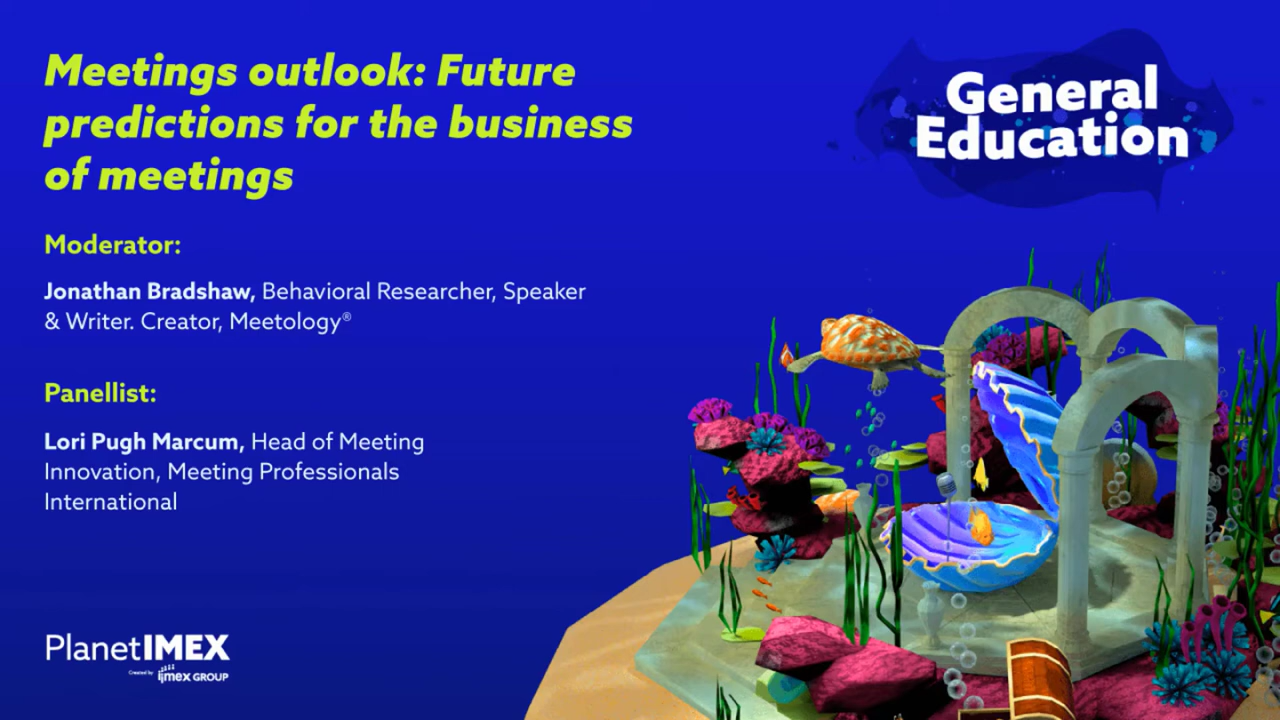 Meetings outlook: Future
predictions for the business
of meetings
General
Education
Moderator:
Jonathan Bradshaw, Behavioral Researcher, Speaker
& Writer. Creator, Meetology®
Panellist:
Lori Pugh Marcum, Head of Meeting
Innovation, Meeting Professionals
International
PlanetIMEX
Created by imex GROUP